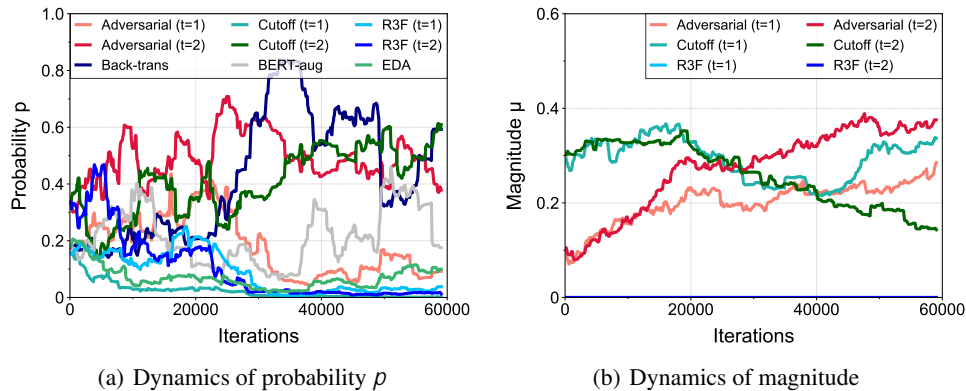 Adversarial (t=1) Cutoff (t=1) R3F (t=1)
Adversarial (t=2) Cutoff (t=2) R3F (t=2)
Back-trans BERT-aug EDA
Probability p
1.0
0.8
0.6
0.4
0.2
0
0 20000 40000 60000
Iterations
(a) Dynamics of probability p
Adversarial (t=1) Adversarial (t=2)
Cutoff (t=1) Cutoff (t=2)
R3F (t=1) R3F (t=2)
Magnitude μ
0.6
0.4
0.2
0
0 20000 40000 60000
Iterations
(b) Dynamics of magnitude